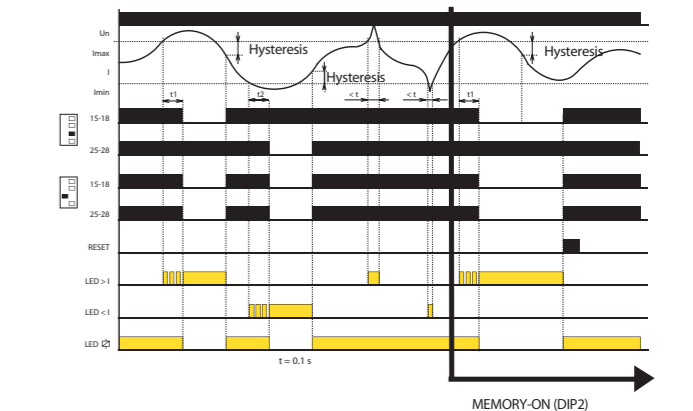 Un
Hysteresis
Hysteresis
Imax
I
Hysteresis
Imin
t1
t2
< t
< t
t1
15-18
25-28
15-18
25-28
RESET
LED > I
LED < I
LED
t = 0.1 s
MEMORY-ON (DIP2)